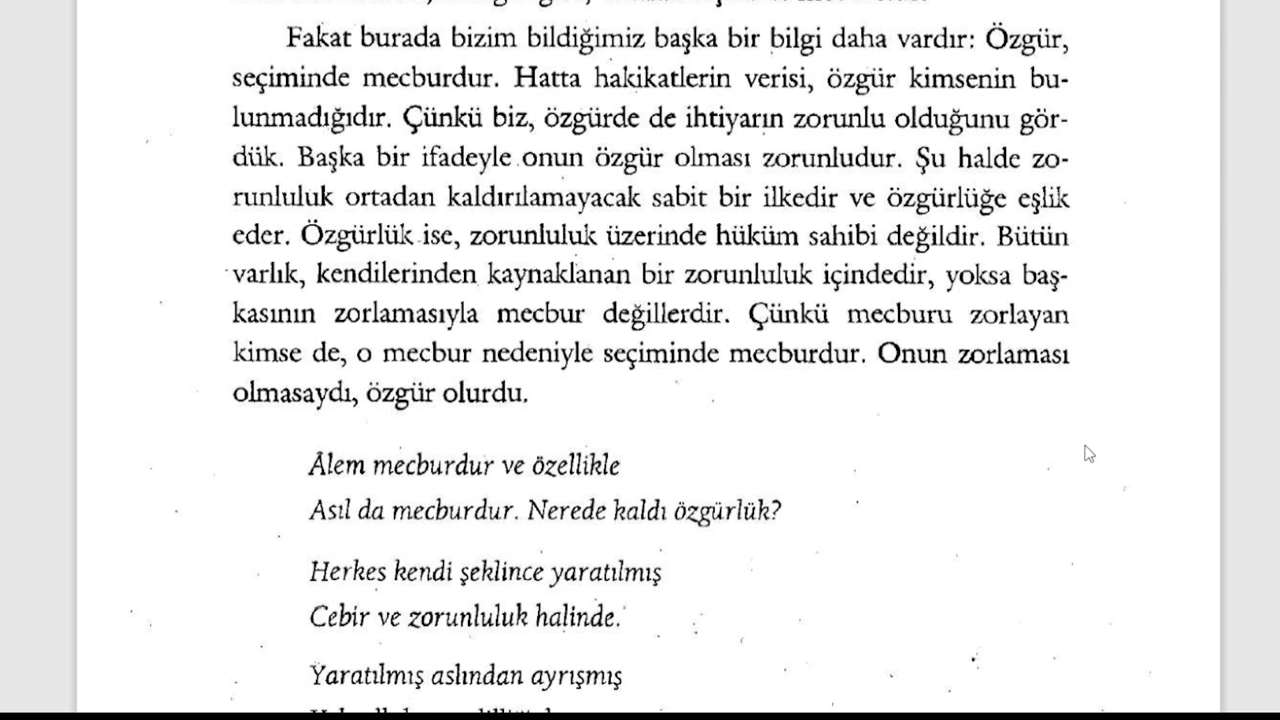 Fakat burada bizim bildiğimiz başka bir bilgi daha vardır: Özgür,
seçiminde mecburdur. Hatta hakikatlerin verisi, özgür kimsenin bu-
lunmadığıdır. Çünkü biz, özgürde de ihtiyarın zorunlu olduğunu gör-
dük. Başka bir ifadeyle onun özgür olması zorunludur. Şu halde zo-
runluluk ortadan kaldırılamayacak sabit bir ilkedir ve özgürlüğe eşlik
eder. Özgürlük ise, zorunluluk üzerinde hüküm sahibi değildir. Bütün
varlık, kendilerinden kaynaklanan bir zorunluluk içindedir, yoksa baş-
kasının zorlamasıyla mecbur değillerdir. Çünkü mecburu zorlayan
kimse de, o mecbur nedeniyle seçiminde mecburdur. Onun zorlaması
olmasaydı, özgür olurdu.
Âlem mecburdur ve özellikle
Asıl da mecburdur. Nerede kaldı özgürlük?
Herkes kendi şeklince yaratılmış
Cebir ve zorunluluk halinde.
Yaratılmış aslından ayrışmış